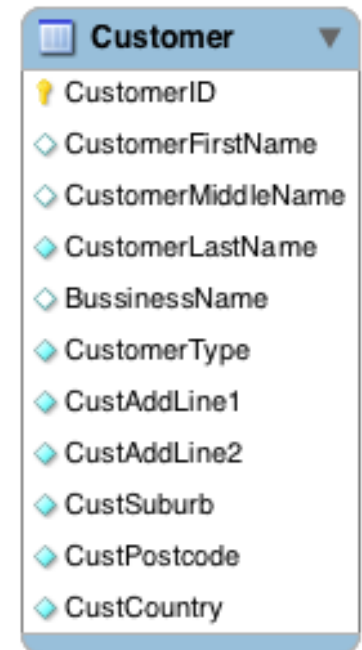 Customer
CustomerID
CustomerFirstName
CustomerMiddleName
CustomerLastName
BussinessName
CustomerType
CustAddLine1
CustAddLine2
CustSuburb
CustPostcode
CustCountry